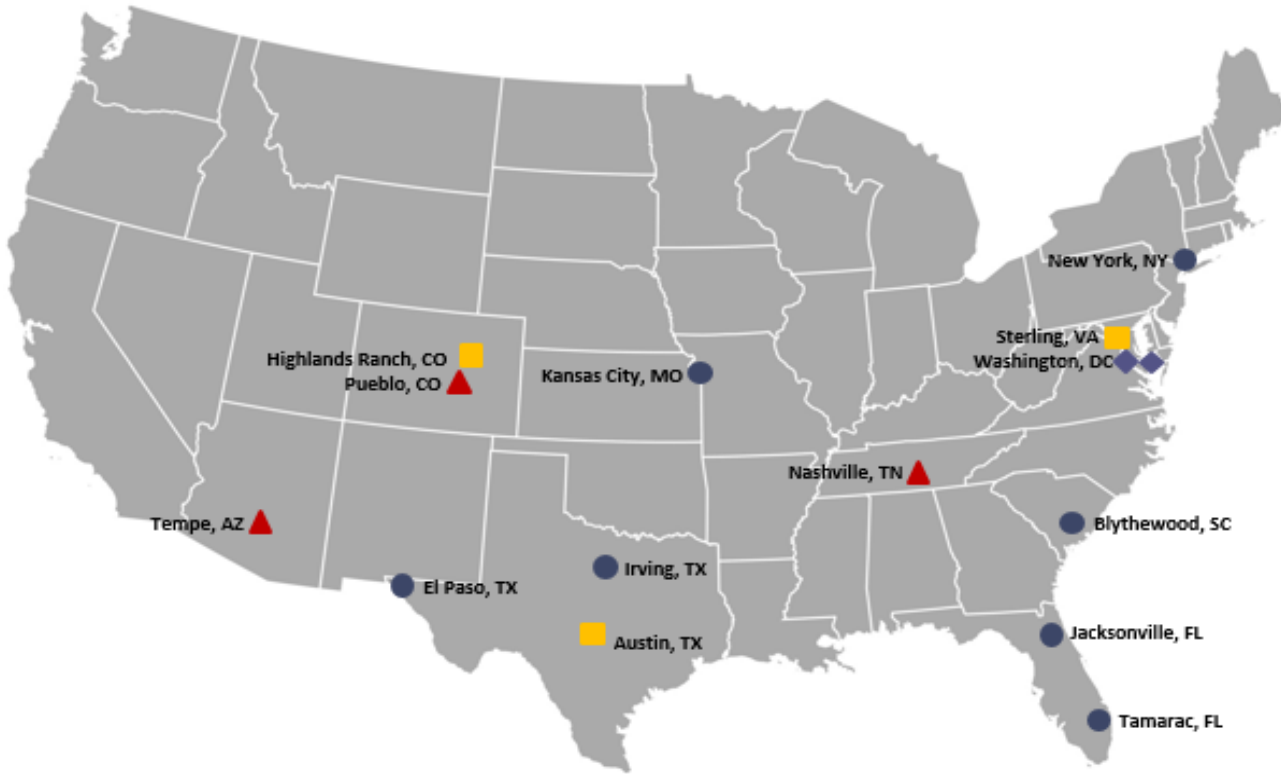 New York, NY
Sterling, VA
Washington, DC
Highlands Ranch, CO
Pueblo, CO
Kansas City, MO
Nashville, TN
Tempe, AZ
Blythewood, SC
Irving, TX
El Paso, TX
Austin, TX
Jacksonville, FL
Tamarac, FL